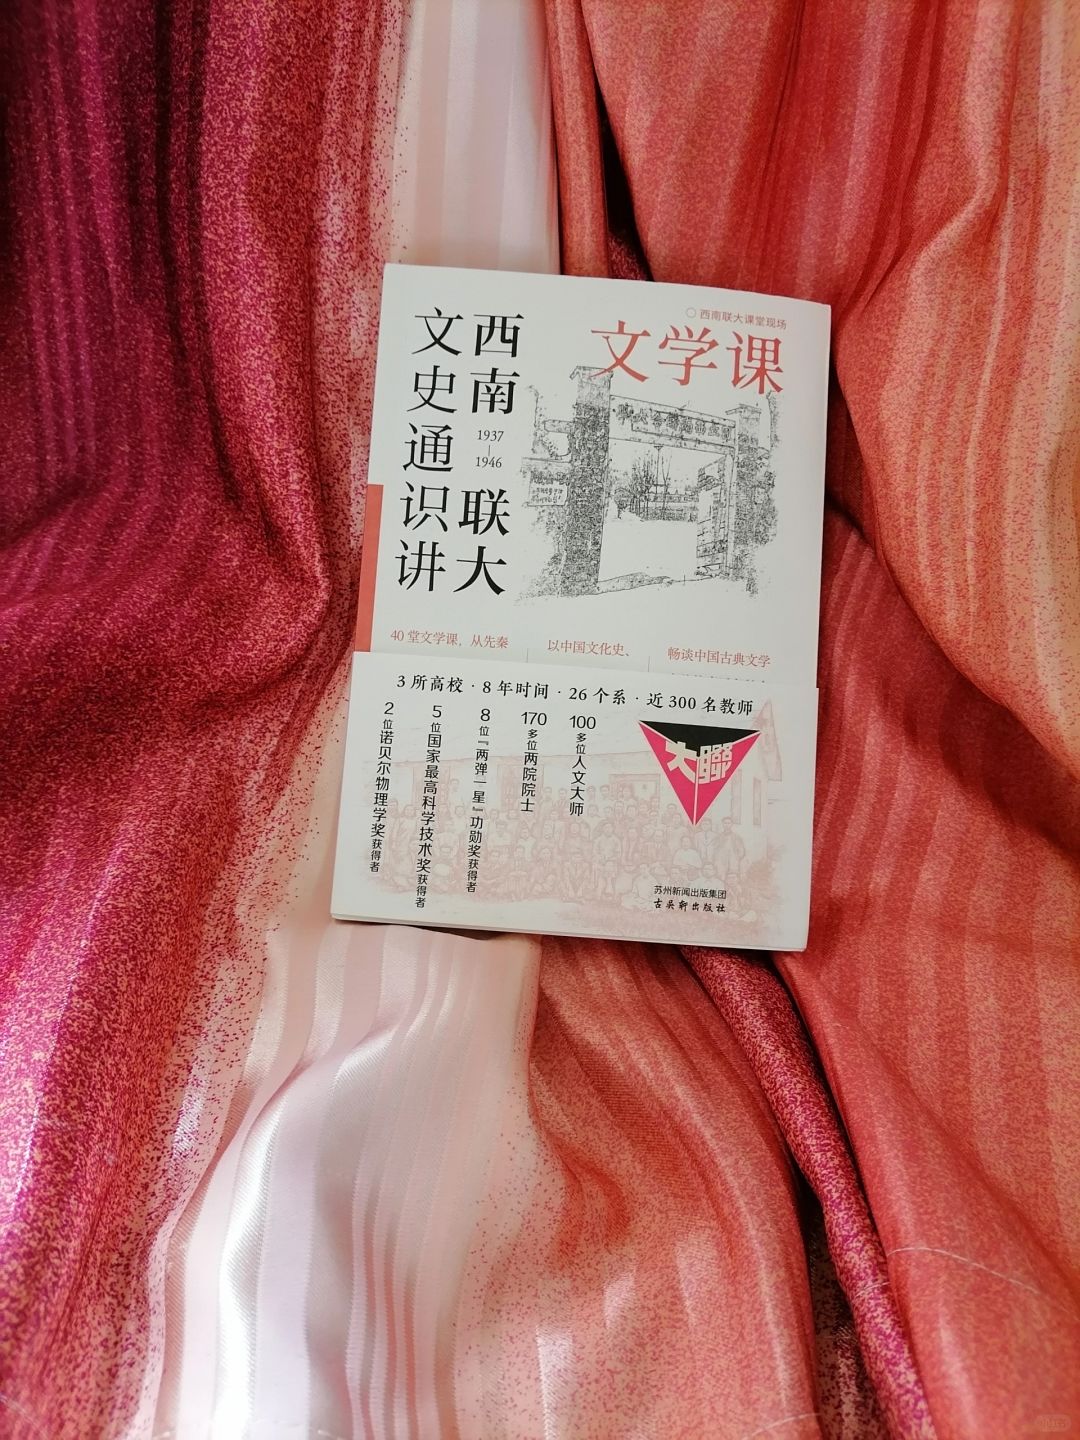 西南联大
1937
1946
文史通识讲
西南联大课堂现场
文学课
40堂文学课，从先秦
以中国文化史、
畅谈中国古典文学
3所高校·8年时间·26个系·近300名教师
2位诺贝尔物理学奖获得者
5位国家最高科学技术奖获得者
8位『两弹一星』功勋奖获得者
170多位两院院士
100多位人文大师
大聯
苏州新闻出版集团
古吴轩出版社